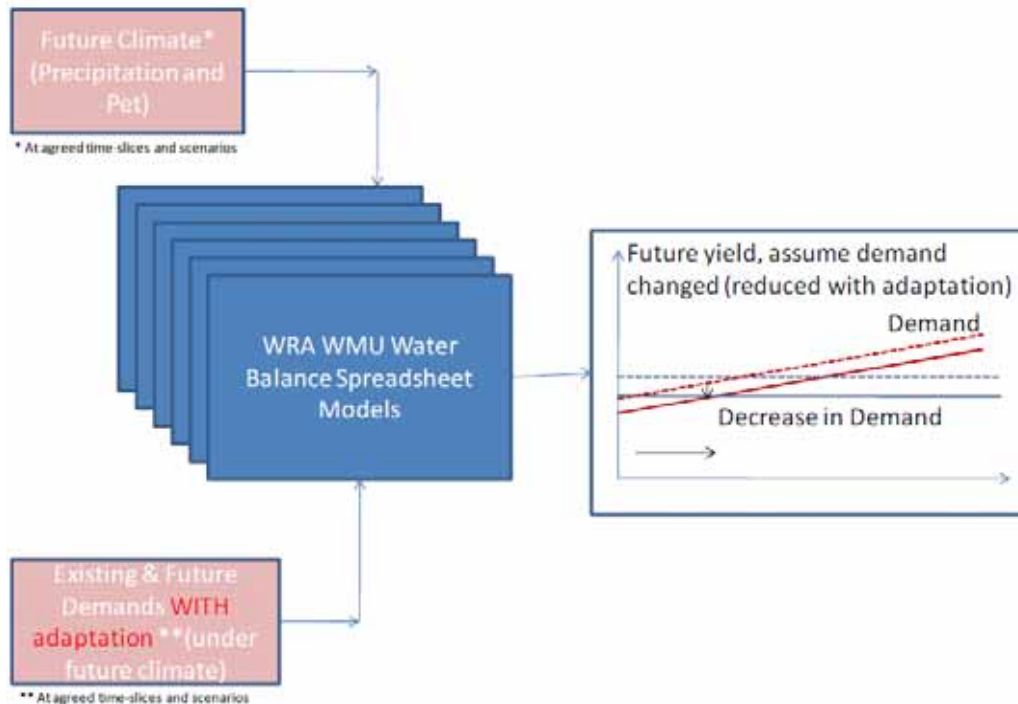 Future Climate*
(Precipitation and
Pet)
* At agreed time-slices and scenarios
WRA WMU Water
Balance Spreadsheet
Models
Future yield, assume demand
changed (reduced with adaptation)
Demand
Decrease in Demand
Existing & Future
Demands WITH
adaptation **(under
future climate)
** At agreed time-slices and scenarios